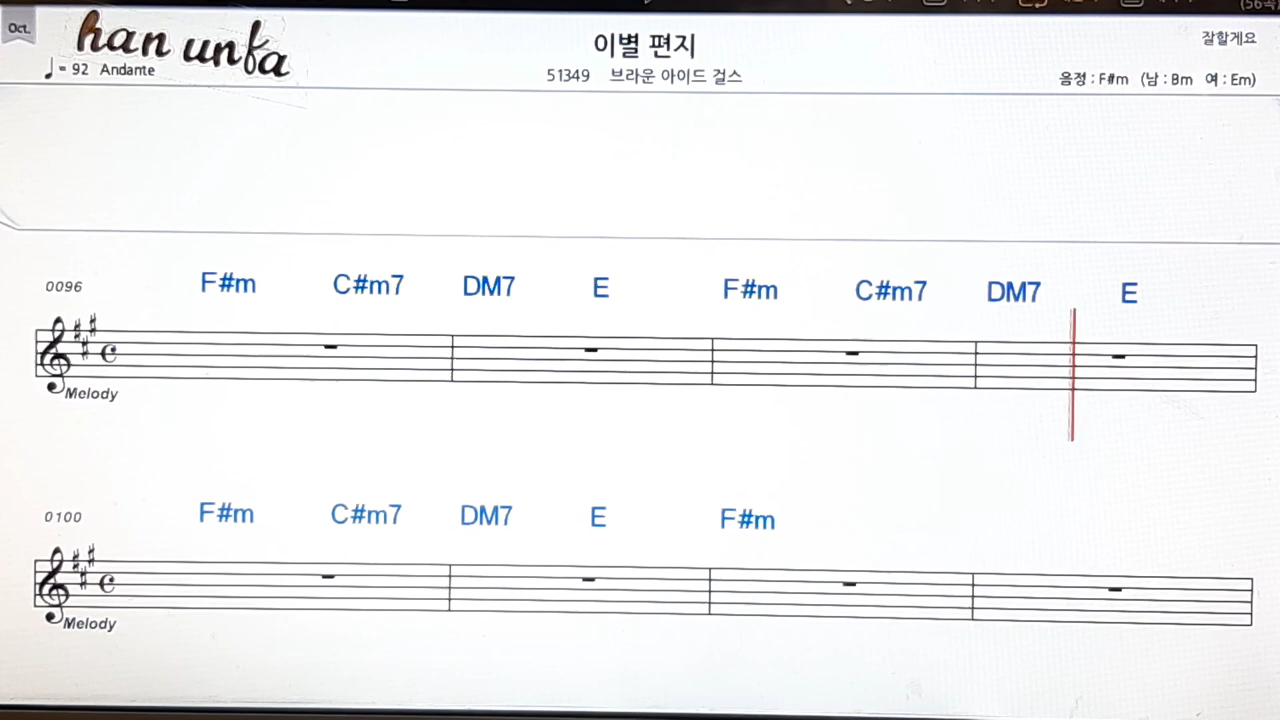 Oct.
han unfa
이별 편지
잘할게요
♩= 92 Andante
51349 브라운 아이드 걸스
음정 : F#m (남 : Bm 여 : Em)
0096 F#m C#m7 DM7 E F#m C#m7 DM7 E
Melody
0100 F#m C#m7 DM7 E F#m
Melody